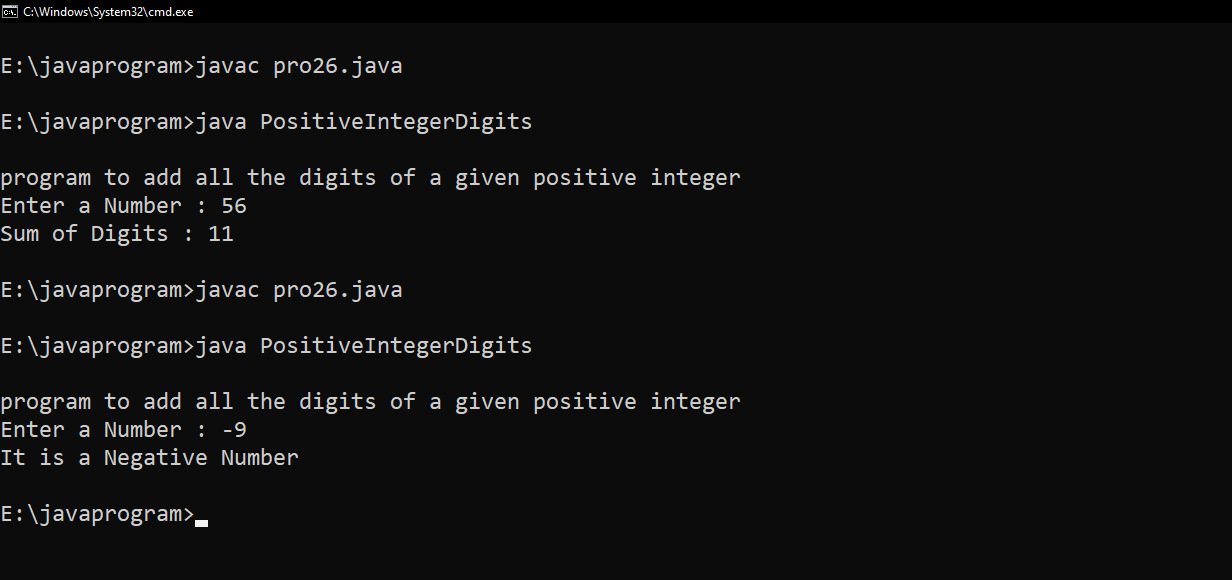 C:\Windows\System32\cmd.exe
E:\javaprogram>javac pro26.java
E:\javaprogram>java PositiveIntegerDigits
program to add all the digits of a given positive integer
Enter a Number : 56
Sum of Digits : 11
E:\javaprogram>javac pro26.java
E:\javaprogram>java PositiveIntegerDigits
program to add all the digits of a given positive integer
Enter a Number : -9
It is a Negative Number
E:\javaprogram>